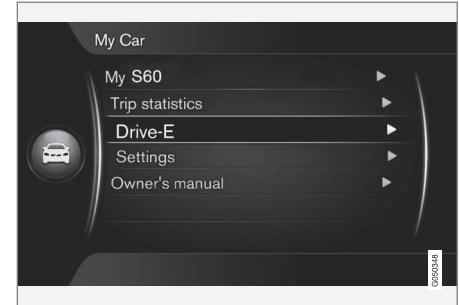 My Car
My S60
Trip statistics
Drive-E
Settings
Owner's manual
G050348